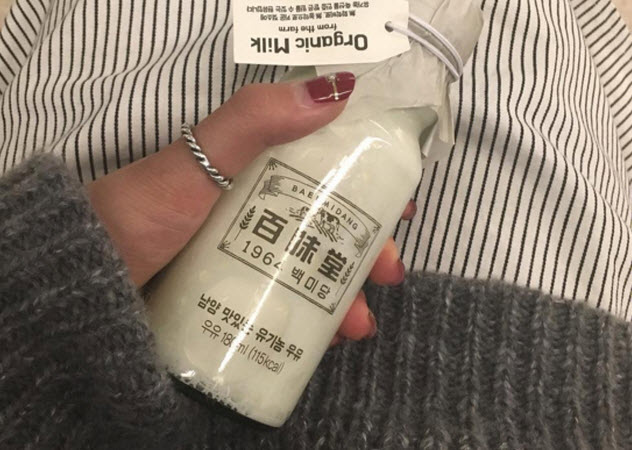 Organic Milk
from the farm
BAEKMIDANG
百味堂
1964 백미당
남양 맛있는 유기농 우유
우유 180ml (115kcal)